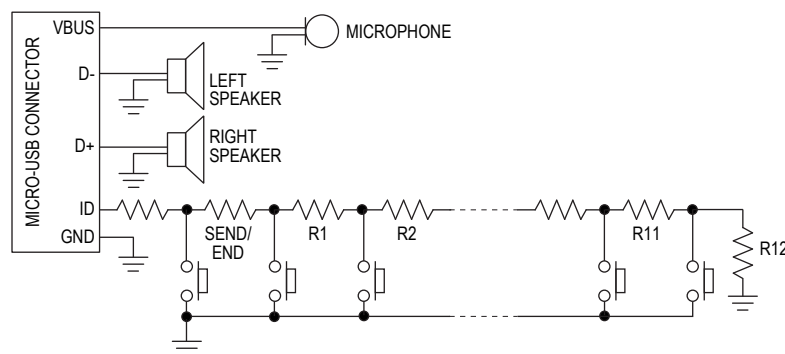 MICRO-USB CONNECTOR
VBUS
MICROPHONE
D-
LEFT
SPEAKER
D+
RIGHT
SPEAKER
ID
SEND/
END
R1
R2
R11
R12
GND